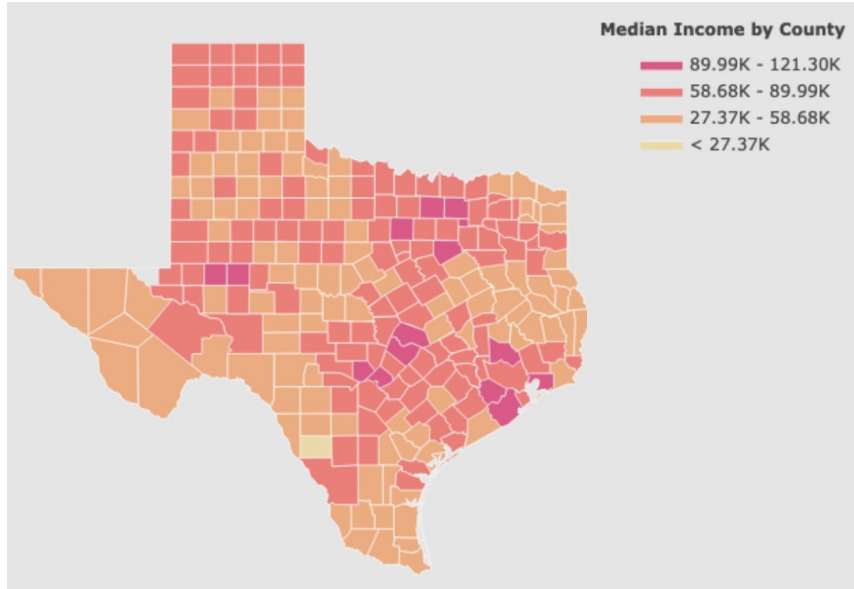 Median Income by County
89.99K - 121.30K
58.68K - 89.99K
27.37K - 58.68K
< 27.37K